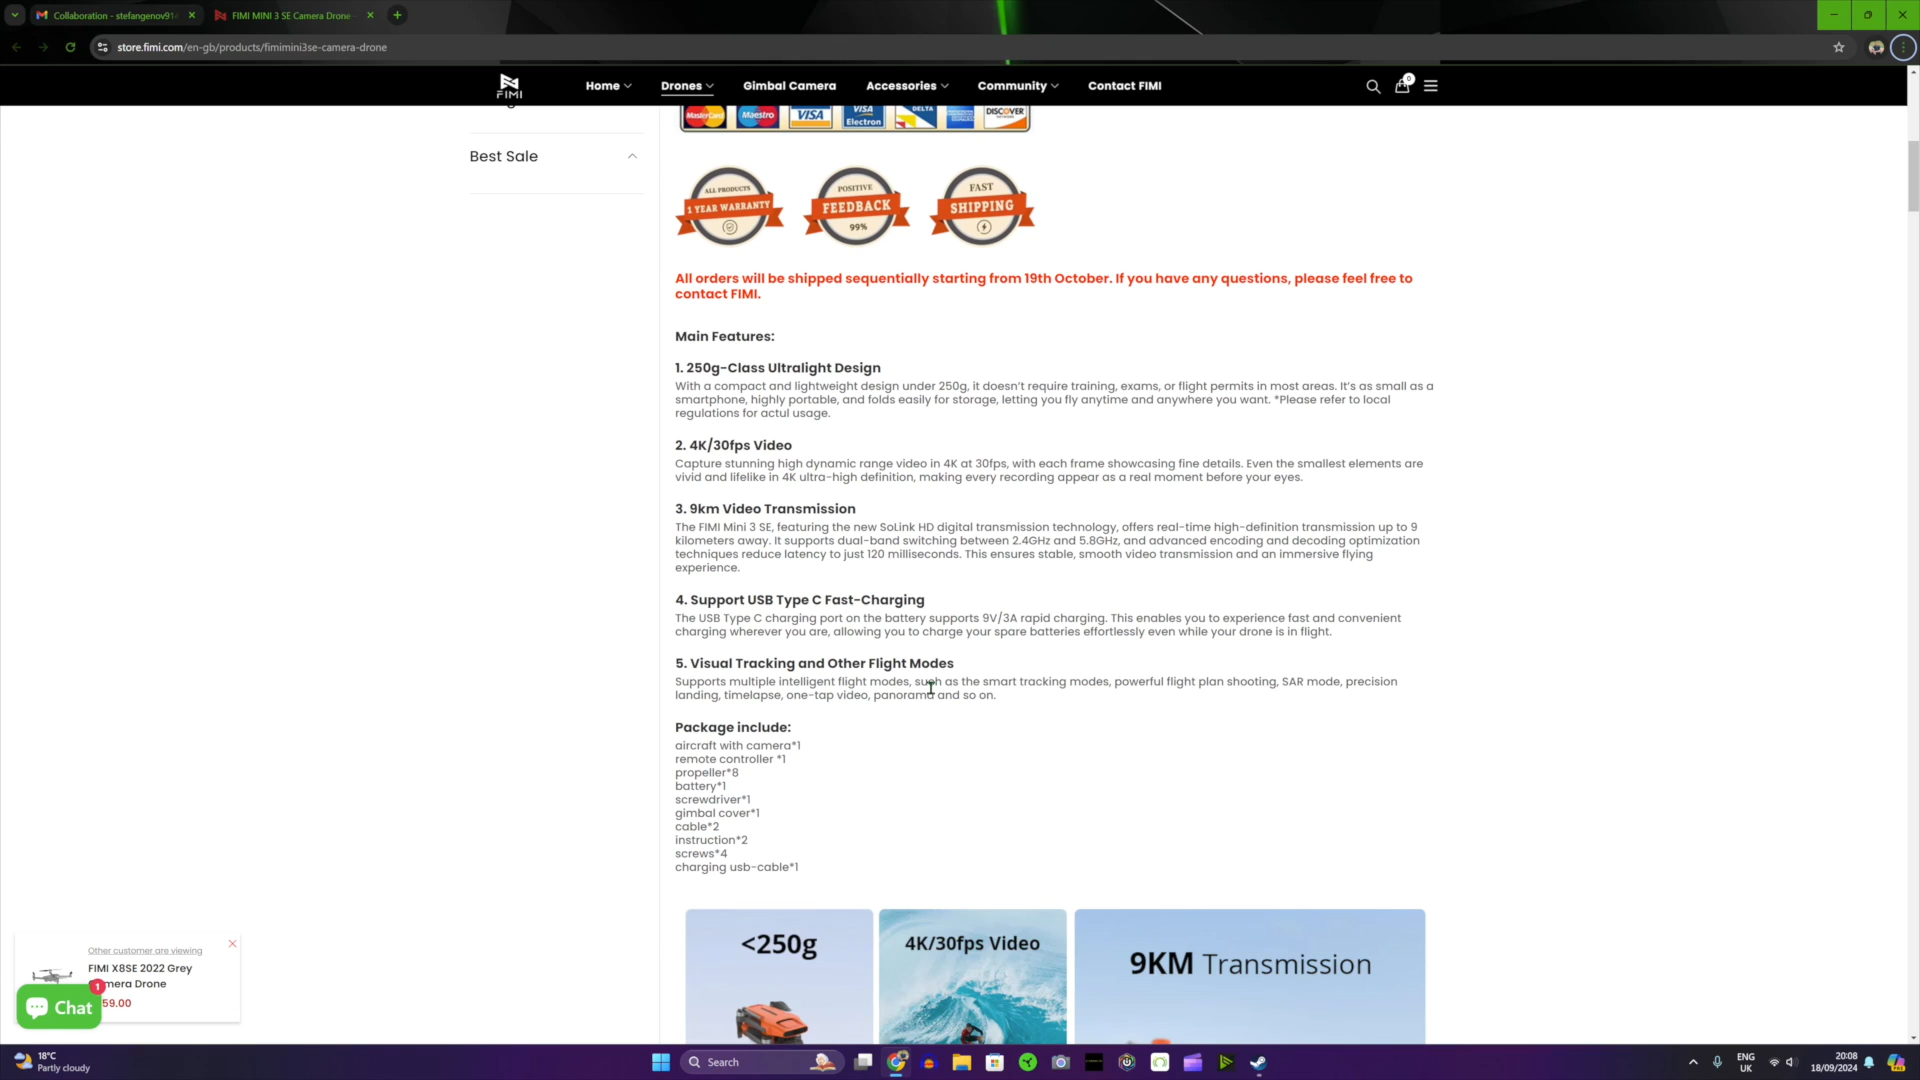 Collaboration - stefangenov91
FIMI MINI 3 SE Camera Drone
store.fimi.com/en-gb/products/fimimini3se-camera-drone
FIMI
Home
Drones
Gimbal Camera
Accessories
Community
Contact FIMI
0
Best Sale
MasterCard
Maestro
VISA
VISA Electron
DELTA
DISCOVER
ALL PRODUCTS
1 YEAR WARRANTY
POSITIVE
FEEDBACK
99%
FAST
SHIPPING
All orders will be shipped sequentially starting from 19th October. If you have any questions, please feel free to
contact FIMI.
Main Features:
1. 250g-Class Ultralight Design
With a compact and lightweight design under 250g, it doesn't require training, exams, or flight permits in most areas. It's as small as a
smartphone, highly portable, and folds easily for storage, letting you fly anytime and anywhere you want. *Please refer to local
regulations for actul usage.
2. 4K/30fps Video
Capture stunning high dynamic range video in 4K at 30fps, with each frame showcasing fine details. Even the smallest elements are
vivid and lifelike in 4K ultra-high definition, making every recording appear as a real moment before your eyes.
3. 9km Video Transmission
The FIMI Mini 3 SE, featuring the new SoLink HD digital transmission technology, offers real-time high-definition transmission up to 9
kilometers away. It supports dual-band switching between 2.4GHz and 5.8GHz, and advanced encoding and decoding optimization
techniques reduce latency to just 120 milliseconds. This ensures stable, smooth video transmission and an immersive flying
experience.
4. Support USB Type C Fast-Charging
The USB Type C charging port on the battery supports 9V/3A rapid charging. This enables you to experience fast and convenient
charging wherever you are, allowing you to charge your spare batteries effortlessly even while your drone is in flight.
5. Visual Tracking and Other Flight Modes
Supports multiple intelligent flight modes, such as the smart tracking modes, powerful flight plan shooting, SAR mode, precision
landing, timelapse, one-tap video, panorama and so on.
Package include:
aircraft with camera*1
remote controller *1
propeller*8
battery*1
screwdriver*1
gimbal cover*1
cable*2
instruction*2
screws*4
charging usb-cable*1
<250g
4K/30fps Video
9KM Transmission
Other customer are viewing
FIMI X8SE 2022 Grey
mera Drone
59.00
1
Chat
18°C
Partly cloudy
Search
ENG
UK
20:08
18/09/2024